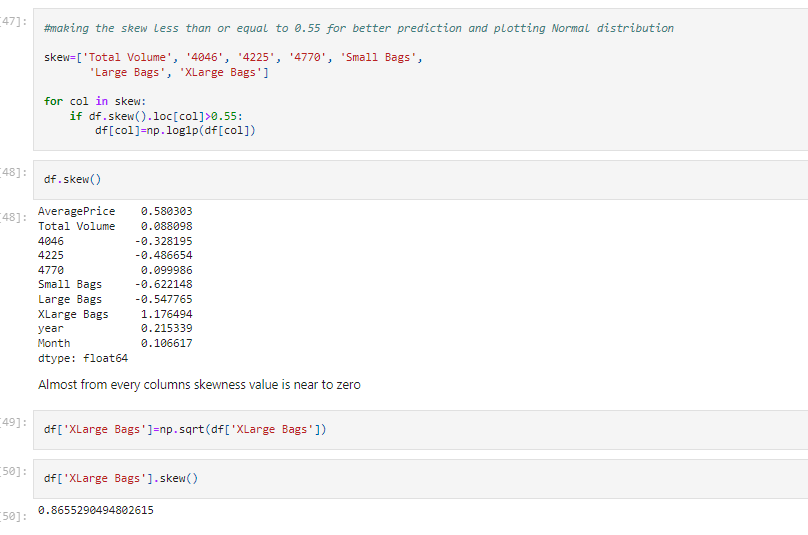 [47]:
#making the skew less than or equal to 0.55 for better prediction and plotting Normal distribution
skew=['Total Volume', '4046', '4225', '4770', 'Small Bags',
'Large Bags', 'XLarge Bags']
for col in skew:
if df.skew().loc[col]>0.55:
df[col]=np.log1p(df[col])
[48]:
df.skew()
[48]:
AveragePrice 0.580303
Total Volume 0.088098
4046 -0.328195
4225 -0.486654
4770 0.099986
Small Bags -0.622148
Large Bags -0.547765
XLarge Bags 1.176494
year 0.215339
Month 0.106617
dtype: float64
Almost from every columns skewness value is near to zero
[49]:
df['XLarge Bags']=np.sqrt(df['XLarge Bags'])
[50]:
df['XLarge Bags'].skew()
[50]:
0.8655290494802615